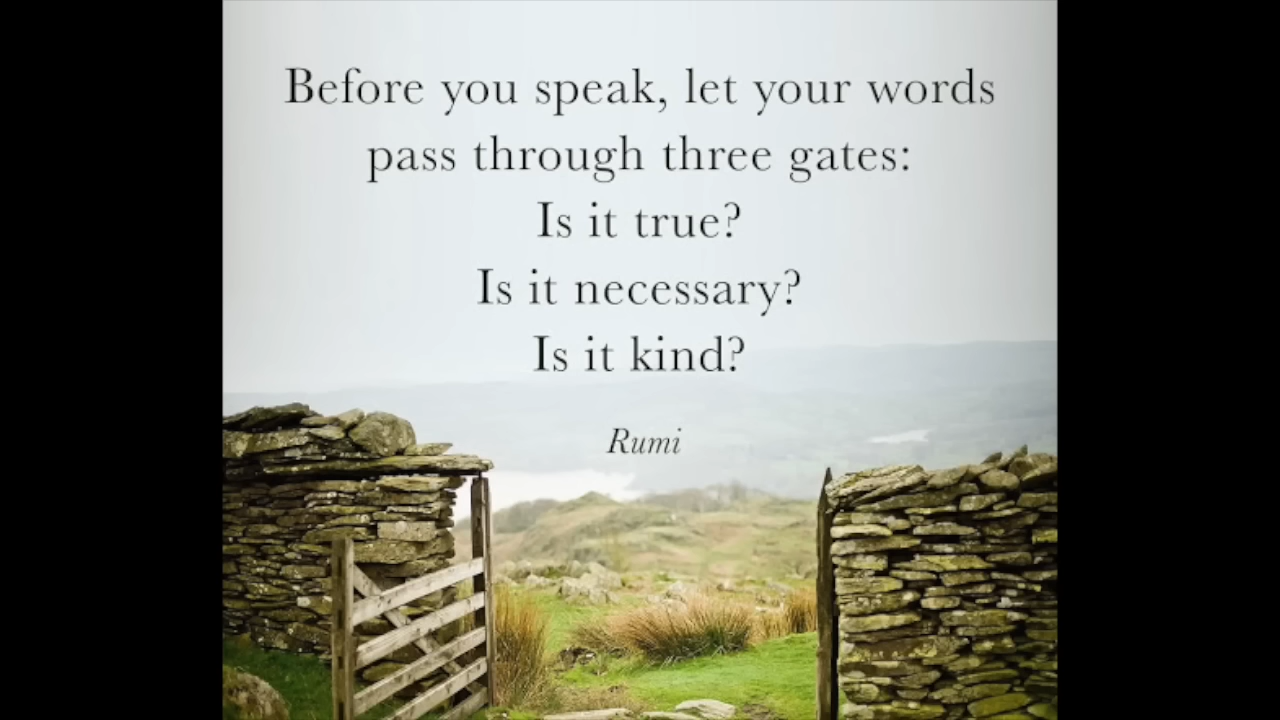 Before you speak, let your words
pass through three gates:
Is it true?
Is it necessary?
Is it kind?
Rumi